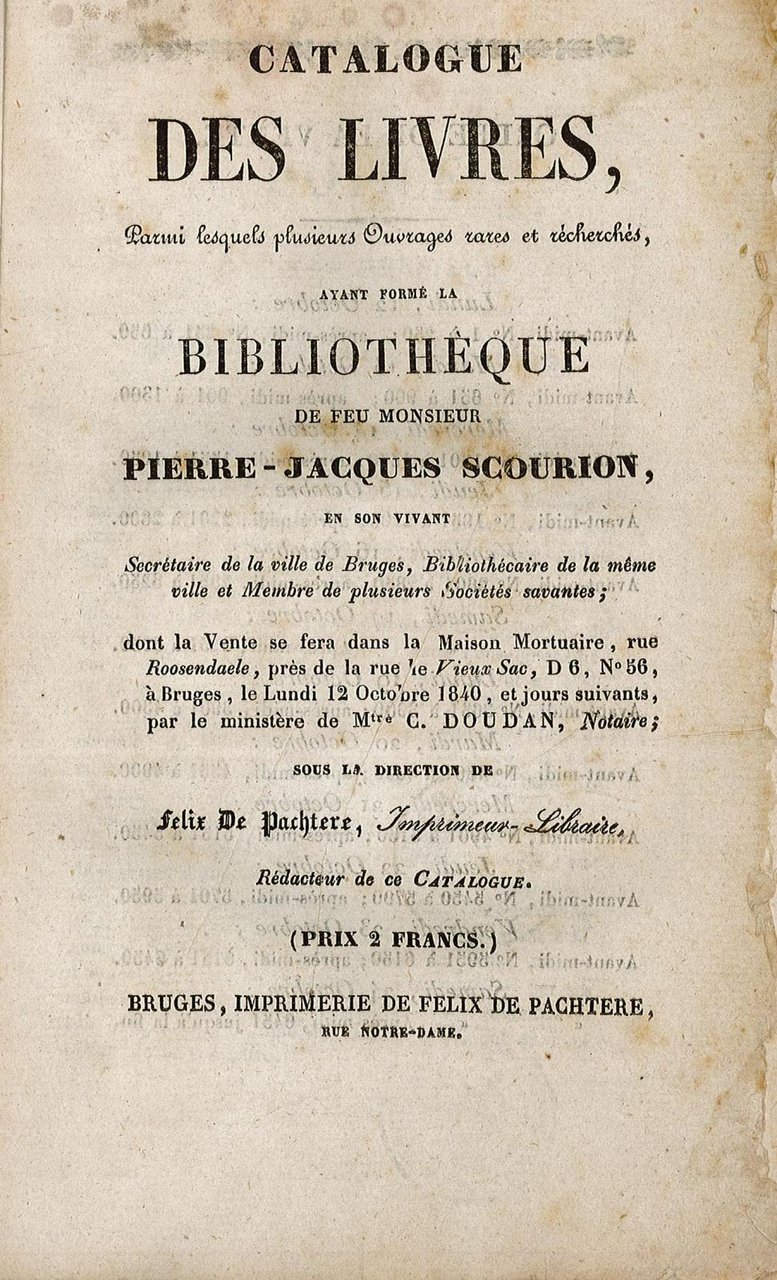 CATALOGUE
DES LIVRES,
Parmi lesquels plusieurs Ouvrages rares et récherchés,
AYANT FORMÉ LA
BIBLIOTHÈQUE
DE FEU MONSIEUR
PIERRE-JACQUES SCOURION,
EN SON VIVANT
Secrétaire de la ville de Bruges, Bibliothécaire de la même
ville et Membre de plusieurs Sociétés savantes;
dont la Vente se fera dans la Maison Mortuaire, rue
Roosendaele, près de la rue le Vieux Sac, D 6, Nº 56,
à Bruges, le Lundi 12 Octobre 1840, et jours suivants,
par le ministère de Mtre C. DOUDAN, Notaire;
SOUS LA DIRECTION DE
Felix De Pachtere, Imprimeur-Libraire,
Rédacteur de ce CATALOGUE.
(PRIX 2 FRANCS.)
BRUGES, IMPRIMERIE DE FELIX DE PACHTERE,
RUE NOTRE-DAME.